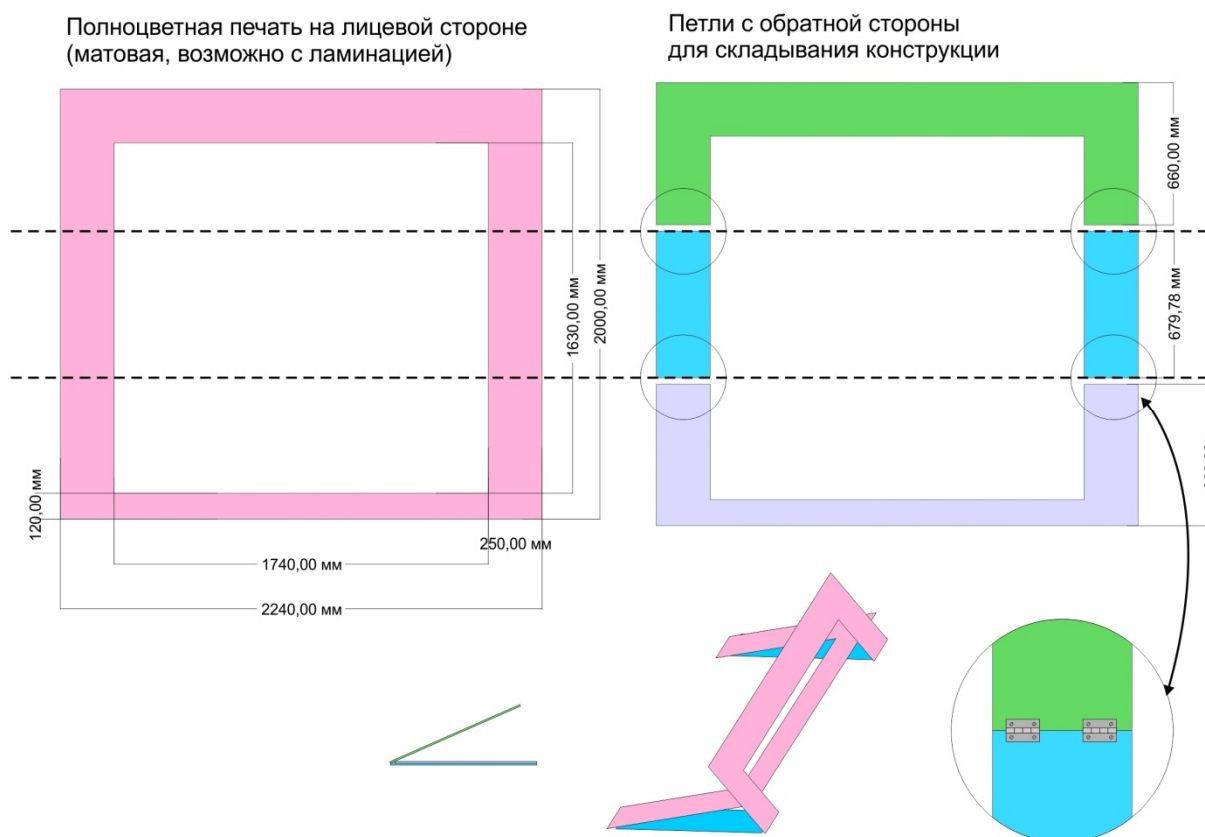 Полноцветная печать на лицевой стороне
(матовая, возможно с ламинацией)
Петли с обратной стороны
для складывания конструкции
660,00 мм
679,78 мм
1630,00 мм
2000,00 мм
120,00 мм
250,00 мм
1740,00 мм
2240,00 мм